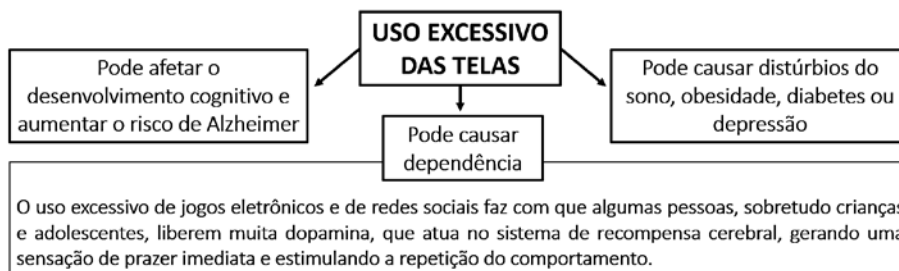 USO EXCESSIVO
DAS TELAS
Pode afetar o
desenvolvimento cognitivo e
aumentar o risco de Alzheimer
Pode causar
dependência
Pode causar distúrbios do
sono, obesidade, diabetes ou
depressão
O uso excessivo de jogos eletrônicos e de redes sociais faz com que algumas pessoas, sobretudo crianças
e adolescentes, liberem muita dopamina, que atua no sistema de recompensa cerebral, gerando uma
sensação de prazer imediata e estimulando a repetição do comportamento.